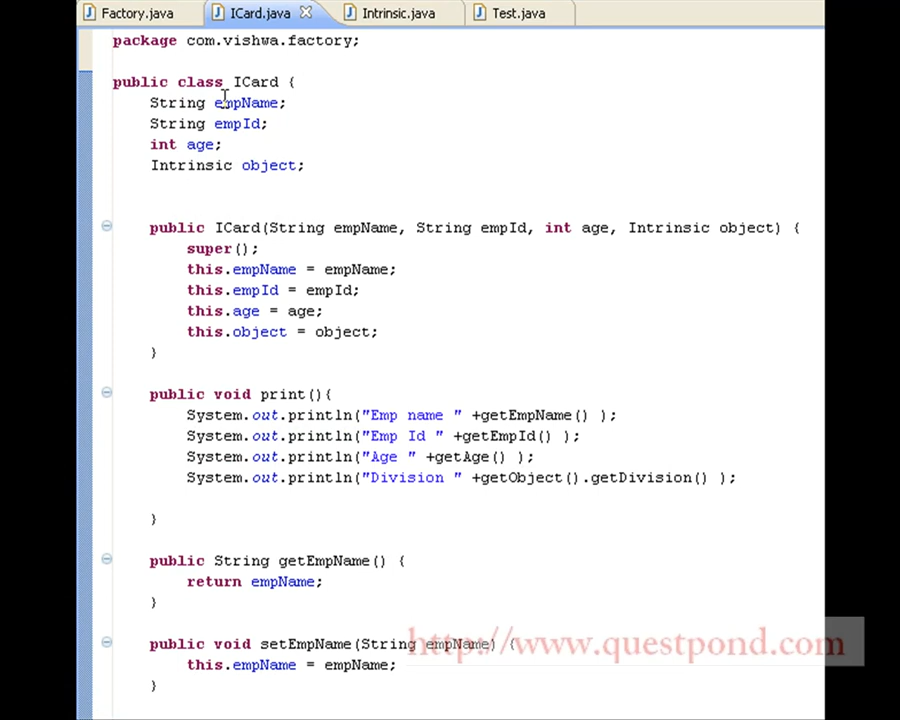 Factory.java ICard.java Intrinsic.java Test.java
package com.vishwa.factory;
public class ICard {
String empName;
String empId;
int age;
Intrinsic object;
public ICard(String empName, String empId, int age, Intrinsic object) {
super();
this.empName = empName;
this.empId = empId;
this.age = age;
this.object = object;
}
public void print(){
System.out.println("Emp name " +getEmpName() );
System.out.println("Emp Id " +getEmpId() );
System.out.println("Age " +getAge() );
System.out.println("Division " +getObject().getDivision() );
}
public String getEmpName() {
return empName;
}
public void setEmpName(String empName) {
http://www.questpond.com
this.empName = empName;
}